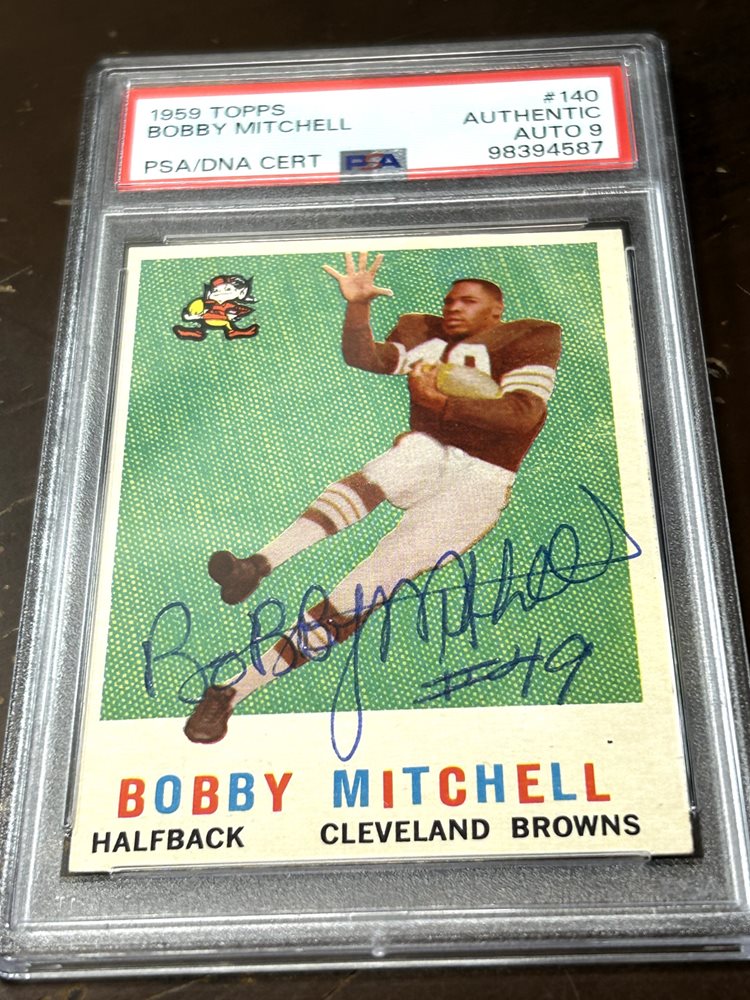 1959 TOPPS #140
BOBBY MITCHELL AUTHENTIC
AUTO 9
PSA/DNA CERT PSA 98394587
Bobby Mitchell
#49
BOBBY MITCHELL
HALFBACK CLEVELAND BROWNS